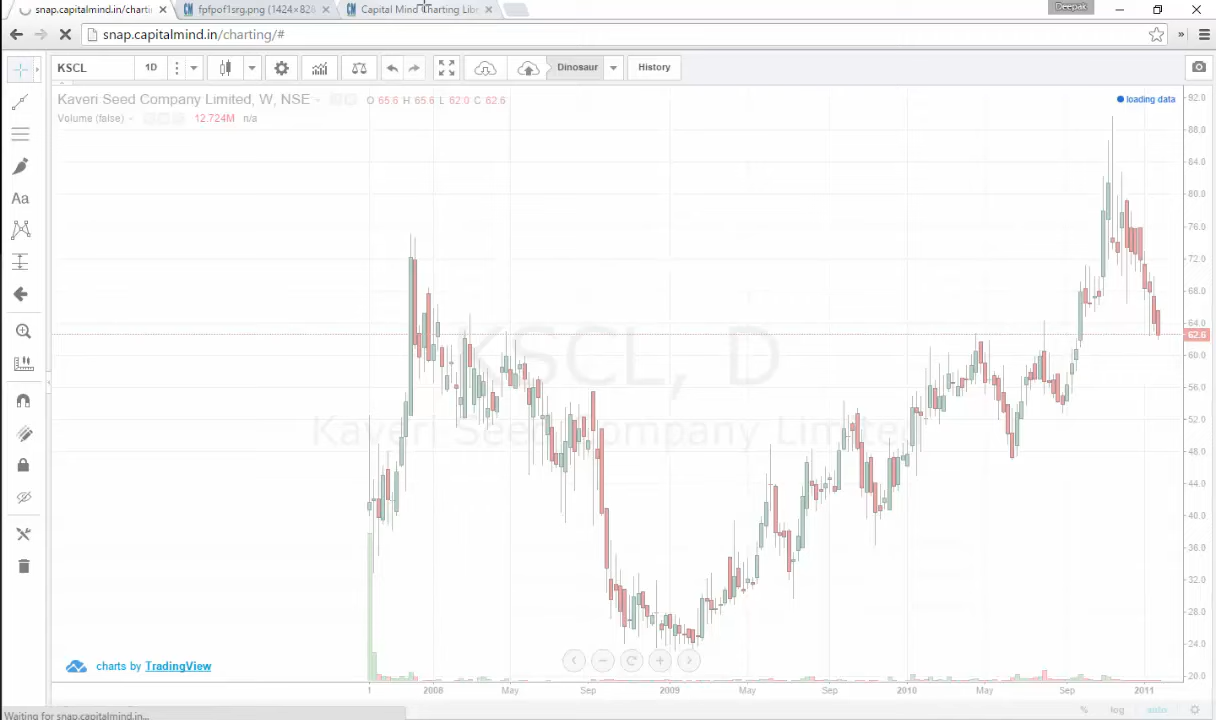 snap.capitalmind.in/charti
fpfpof1srg.png (1424×826
Capital Mind Charting Libr
Deepak
snap.capitalmind.in/charting/#
KSCL
1D
Dinosaur
History
Kaveri Seed Company Limited, W, NSE
O 65.6 H 65.6 L 62.0 C 62.6
loading data
Volume (false)
12.724M n/a
92.0
88.0
84.0
80.0
76.0
72.0
68.0
64.0
62.6
60.0
56.0
52.0
48.0
44.0
40.0
36.0
32.0
28.0
24.0
20.0
KSCL, D
Kaveri Seed Company Limited
Aa
charts by TradingView
1 2008 May Sep 2009 May Sep 2010 May Sep 2011
% log auto
Waiting for snap.capitalmind.in...